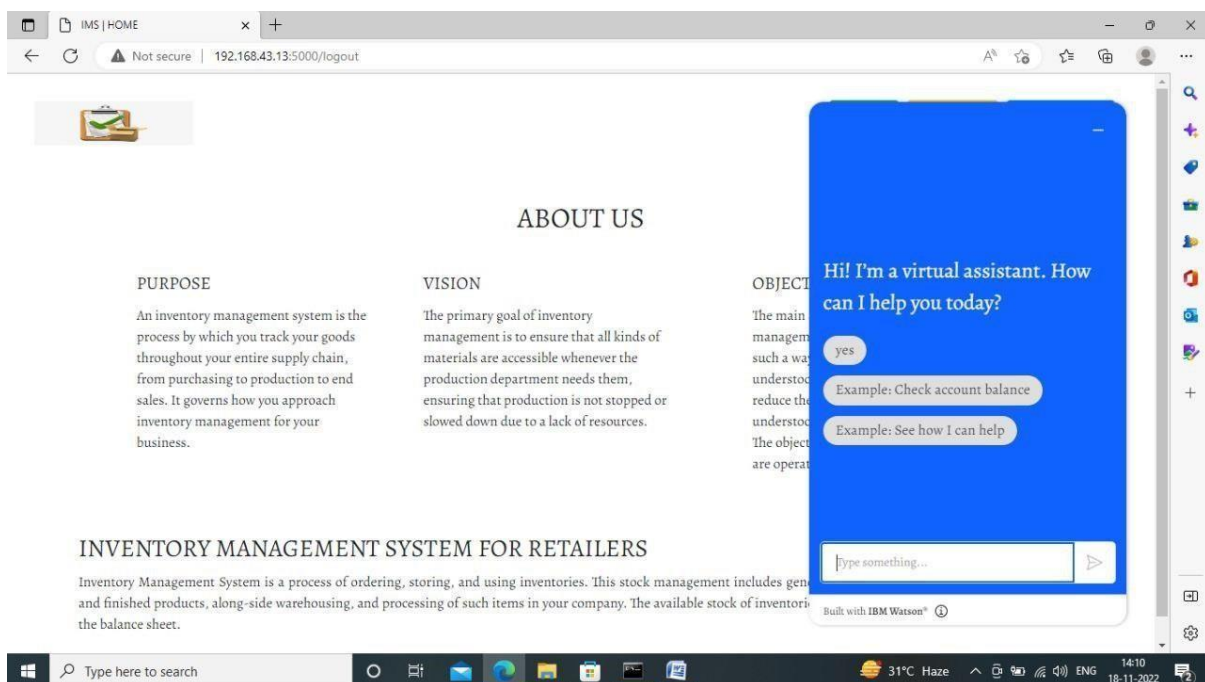 IMS | HOME
Not secure | 192.168.43.13:5000/logout
ABOUT US
PURPOSE
An inventory management system is the
process by which you track your goods
throughout your entire supply chain,
from purchasing to production to end
sales. It governs how you approach
inventory management for your
business.
VISION
The primary goal of inventory
management is to ensure that all kinds of
materials are accessible whenever the
production department needs them,
ensuring that production is not stopped or
slowed down due to a lack of resources.
OBJECT
The main
managem
such a way
understoo
reduce the
understoo
The object
are operat
Hi! I'm a virtual assistant. How
can I help you today?
yes
Example: Check account balance
Example: See how I can help
Type something...
Built with IBM Watson®
INVENTORY MANAGEMENT SYSTEM FOR RETAILERS
Inventory Management System is a process of ordering, storing, and using inventories. This stock management includes gene
and finished products, along-side warehousing, and processing of such items in your company. The available stock of inventori
the balance sheet.
Type here to search
31°C Haze
ENG
14:10
18-11-2022
2